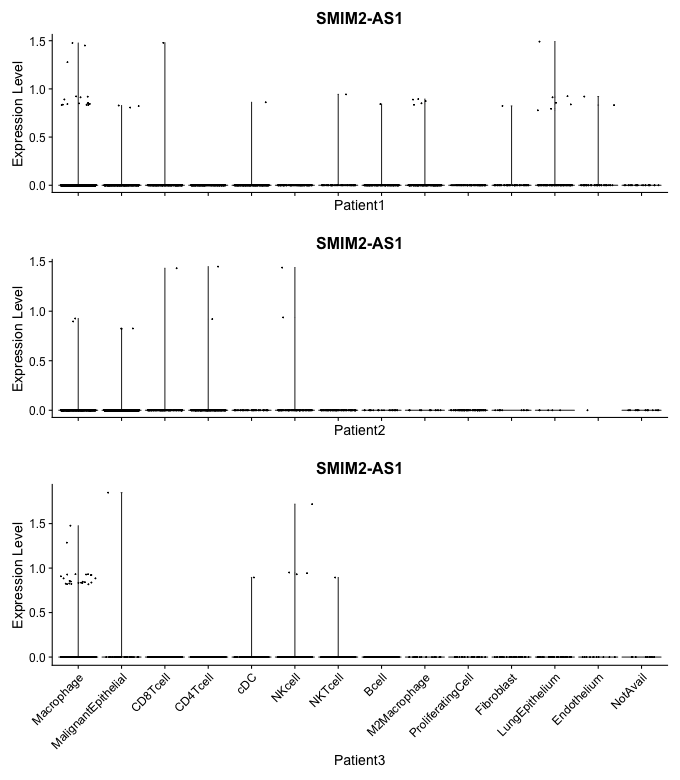 SMIM2-AS1
Expression Level
1.5
1.0
0.5
0.0
Patient1
SMIM2-AS1
Expression Level
1.5
1.0
0.5
0.0
Patient2
SMIM2-AS1
Expression Level
1.5
1.0
0.5
0.0
Macrophage
MalignantEpithelial
CD8Tcell
CD4Tcell
cDC
NKcell
NKTcell
Bcell
M2Macrophage
ProliferatingCell
Fibroblast
LungEpithelium
Endothelium
NotAvail
Patient3